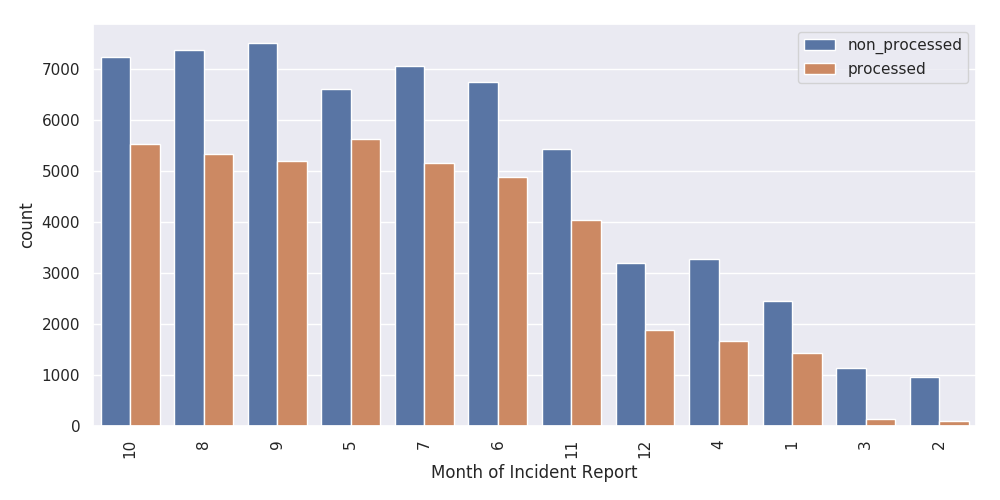 non_processed
processed
7000
6000
5000
4000
3000
2000
1000
0
count
10 8 9 5 7 6 11 12 4 1 3 2
Month of Incident Report